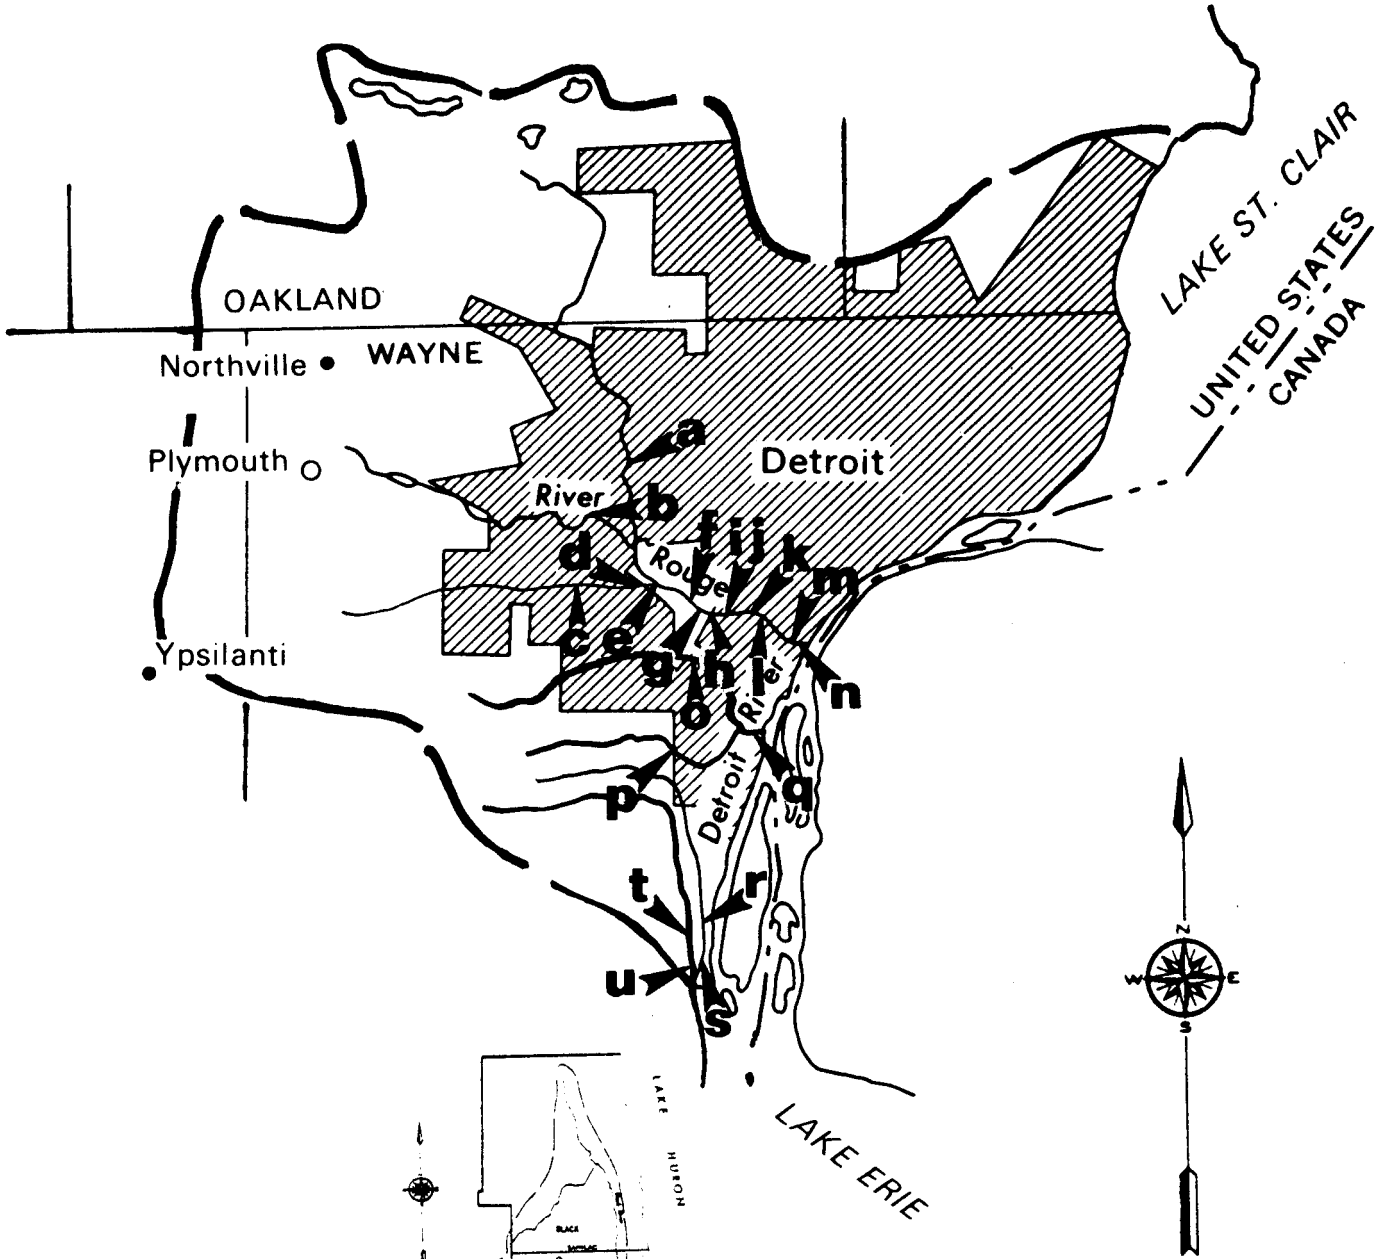 LAKE ST. CLAIR
UNITED STATES
CANADA
OAKLAND
WAYNE
Northville
Plymouth
Ypsilanti
Detroit
River
Rouge
a
b
f
i
j
k
m
d
c
e
g
h
l
River
n
o
p
Detroit
q
t
r
u
s
N
W
E
S
LAKE ERIE
LAKE
HURON
BLACK
SANILAC